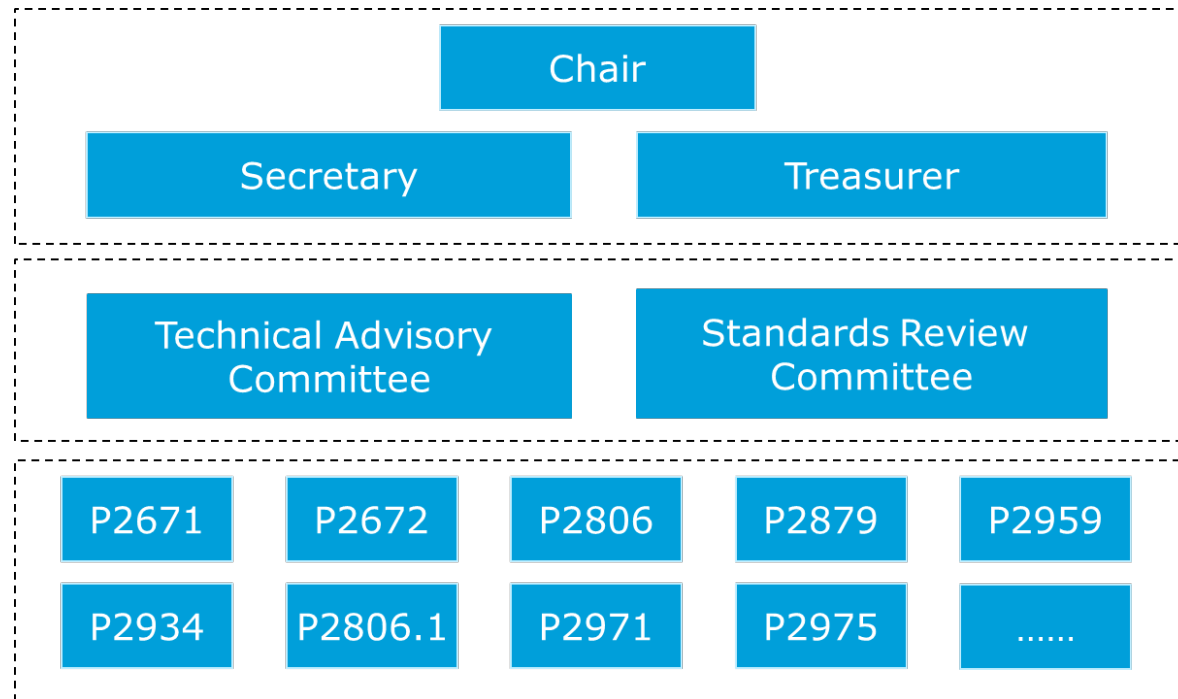 Chair
Secretary
Treasurer
Technical Advisory
Committee
Standards Review
Committee
P2671
P2672
P2806
P2879
P2959
P2934
P2806.1
P2971
P2975
......